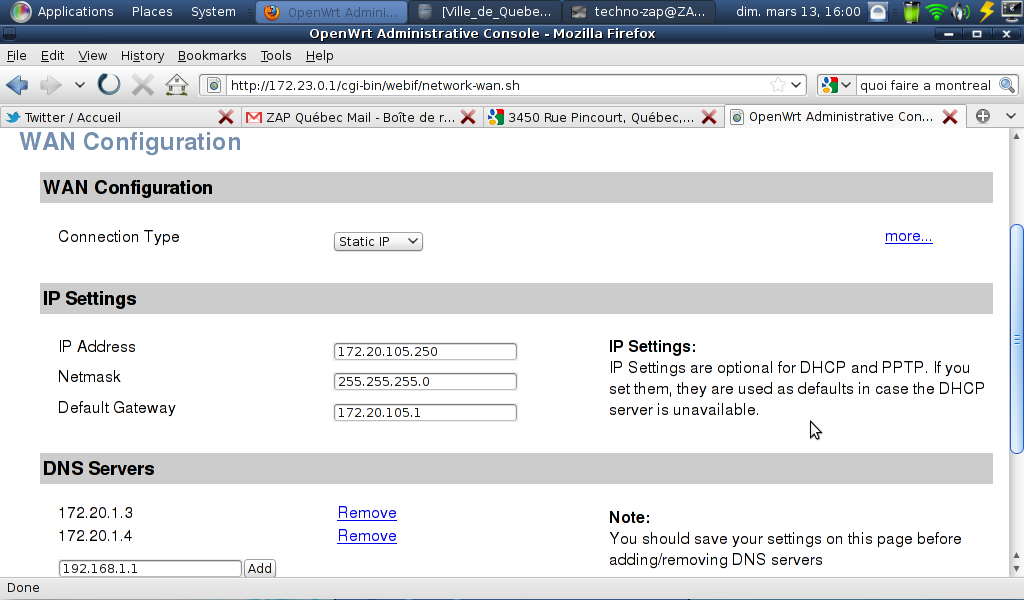 Applications Places System OpenWrt Admini... [Ville_de_Quebe... techno-zap@ZA... dim. mars 13, 16:00
OpenWrt Administrative Console - Mozilla Firefox
File Edit View History Bookmarks Tools Help
http://172.23.0.1/cgi-bin/webif/network-wan.sh quoi faire a montreal
Twitter / Accueil ZAP Québec Mail - Boîte de r... 3450 Rue Pincourt, Québec,... OpenWrt Administrative Con...
WAN Configuration
WAN Configuration
Connection Type Static IP more...
IP Settings
IP Address 172.20.105.250
Netmask 255.255.255.0
Default Gateway 172.20.105.1
IP Settings:
IP Settings are optional for DHCP and PPTP. If you
set them, they are used as defaults in case the DHCP
server is unavailable.
DNS Servers
172.20.1.3 Remove
172.20.1.4 Remove
192.168.1.1 Add
Note:
You should save your settings on this page before
adding/removing DNS servers
Done